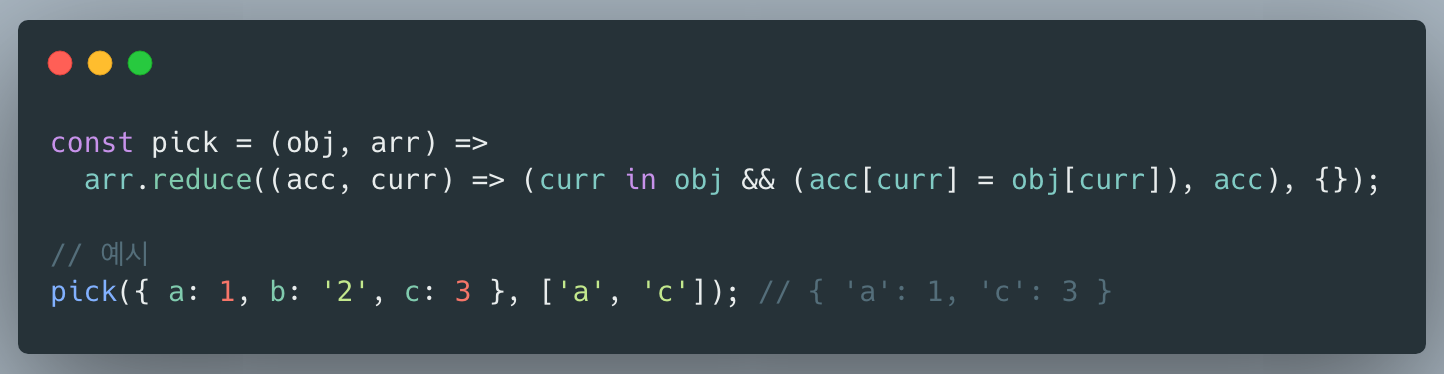 const pick = (obj, arr) =>
  arr.reduce((acc, curr) => (curr in obj && (acc[curr] = obj[curr]), acc), {});
// 예시
pick({ a: 1, b: '2', c: 3 }, ['a', 'c']); // { 'a': 1, 'c': 3 }